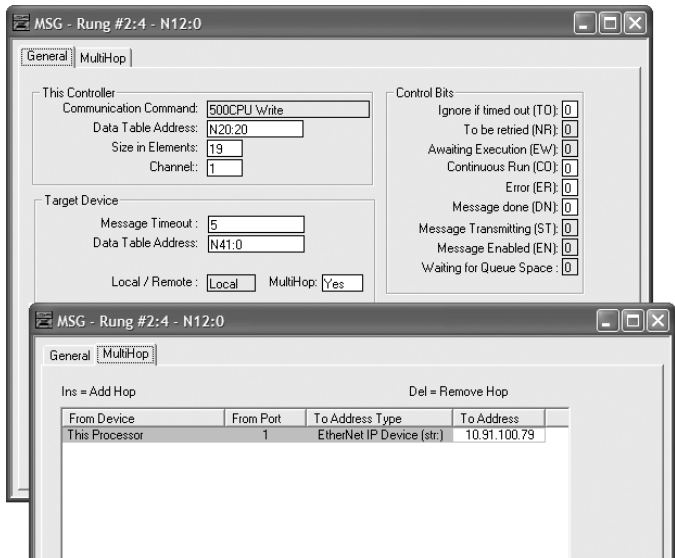 MSG - Rung #2:4 - N12:0
General MultiHop
This Controller
Communication Command: 500CPU Write
Data Table Address: N20:20
Size in Elements: 19
Channel:: 1
Target Device
Message Timeout : 5
Data Table Address: N41:0
Local / Remote : Local MultiHop: Yes
Control Bits
Ignore if timed out (TO): 0
To be retried (NR): 0
Awaiting Execution (EW): 0
Continuous Run (CO): 0
Error (ER): 0
Message done (DN): 0
Message Transmitting (ST): 0
Message Enabled (EN): 0
Waiting for Queue Space : 0
MSG - Rung #2:4 - N12:0
General MultiHop
Ins = Add Hop Del = Remove Hop
From Device From Port To Address Type To Address
This Processor 1 EtherNet IP Device (str:) 10.91.100.79